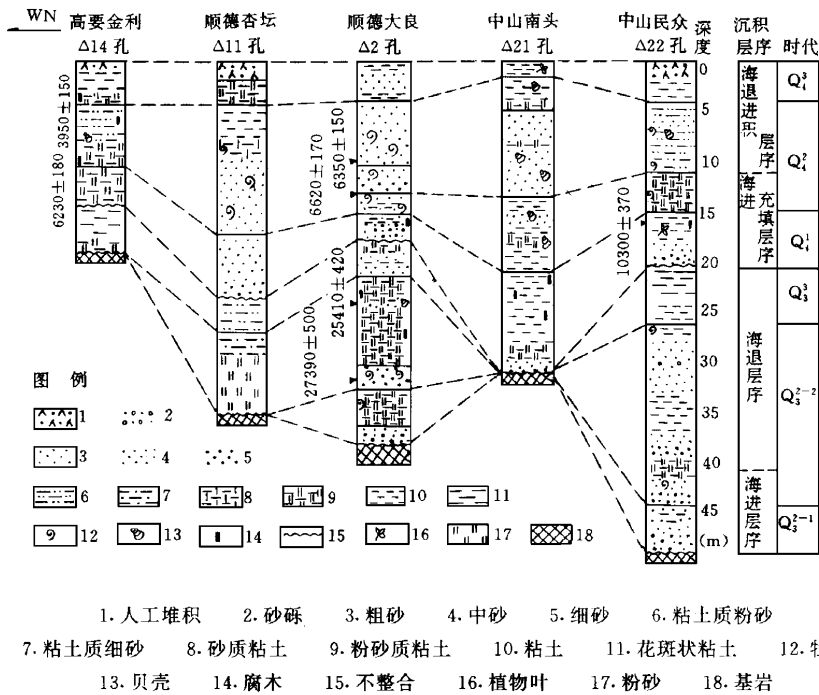 WN
高要金利
△14 孔
顺德杏坛
△11 孔
顺德大良
△2 孔
中山南头
△21 孔
中山民众
△22 孔
深度
沉积层序
时代
3950±150
6230±180
6620±170
6350±150
25410±420
27390±500
10300±370
0
5
10
15
20
25
30
35
40
45
(m)
海退进积层序
海进充填层序
海退层序
海进层序
Q₄³
Q₄²
Q₄¹
Q₃³
Q₃²⁻²
Q₃²⁻¹
图 例
1 2
3 4 5
6 7 8 9 10 11
12 13 14 15 16 17 18
1. 人工堆积 2. 砂砾 3. 粗砂 4. 中砂 5. 细砂 6. 粘土质粉砂
7. 粘土质细砂 8. 砂质粘土 9. 粉砂质粘土 10. 粘土 11. 花斑状粘土 12.
13. 贝壳 14. 腐木 15. 不整合 16. 植物叶 17. 粉砂 18. 基岩